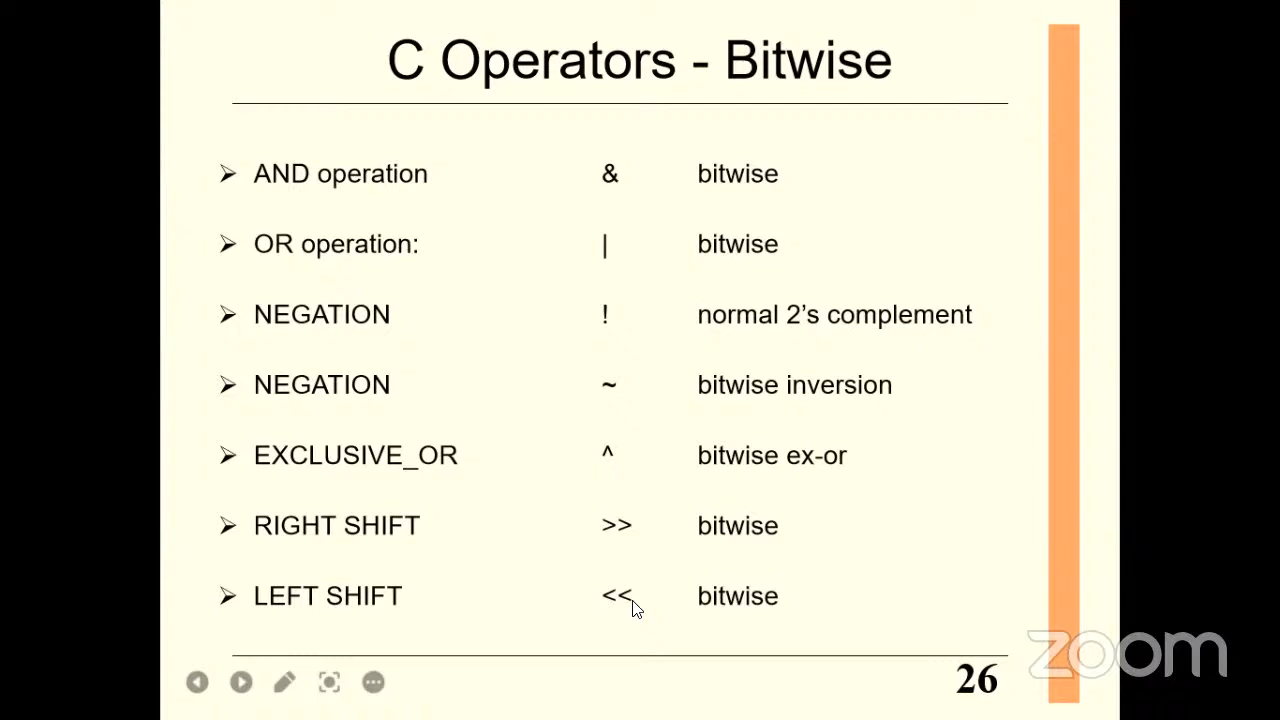 C Operators - Bitwise
AND operation & bitwise
OR operation: | bitwise
NEGATION ! normal 2’s complement
NEGATION ~ bitwise inversion
EXCLUSIVE_OR ^ bitwise ex-or
RIGHT SHIFT >> bitwise
LEFT SHIFT << bitwise
26
zoom